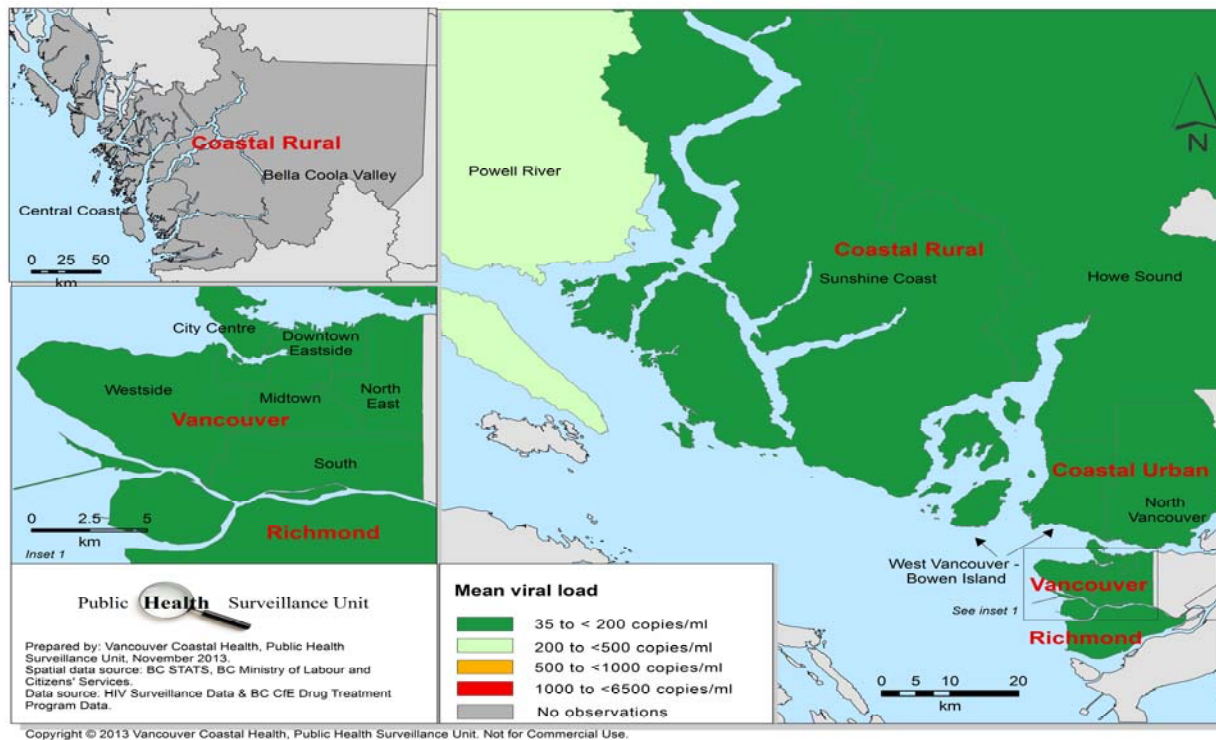 Coastal Rural
Bella Coola Valley
Central Coast
0 25 50
km
City Centre
Downtown
Eastside
Westside
Midtown
North
East
Vancouver
South
0 2.5 5
km
Richmond
Inset 1
Public Health Surveillance Unit
Prepared by: Vancouver Coastal Health, Public Health
Surveillance Unit, November 2013.
Spatial data source: BC STATS, BC Ministry of Labour and
Citizens' Services.
Data source: HIV Surveillance Data & BC CfE Drug Treatment
Program Data.
Powell River
N
Coastal Rural
Sunshine Coast
Howe Sound
Coastal Urban
North
Vancouver
West Vancouver -
Bowen Island
Vancouver
See inset 1
Richmond
0 10 20
km
Mean viral load
35 to < 200 copies/ml
200 to <500 copies/ml
500 to <1000 copies/ml
1000 to <6500 copies/ml
No observations
Copyright © 2013 Vancouver Coastal Health, Public Health Surveillance Unit. Not for Commercial Use.